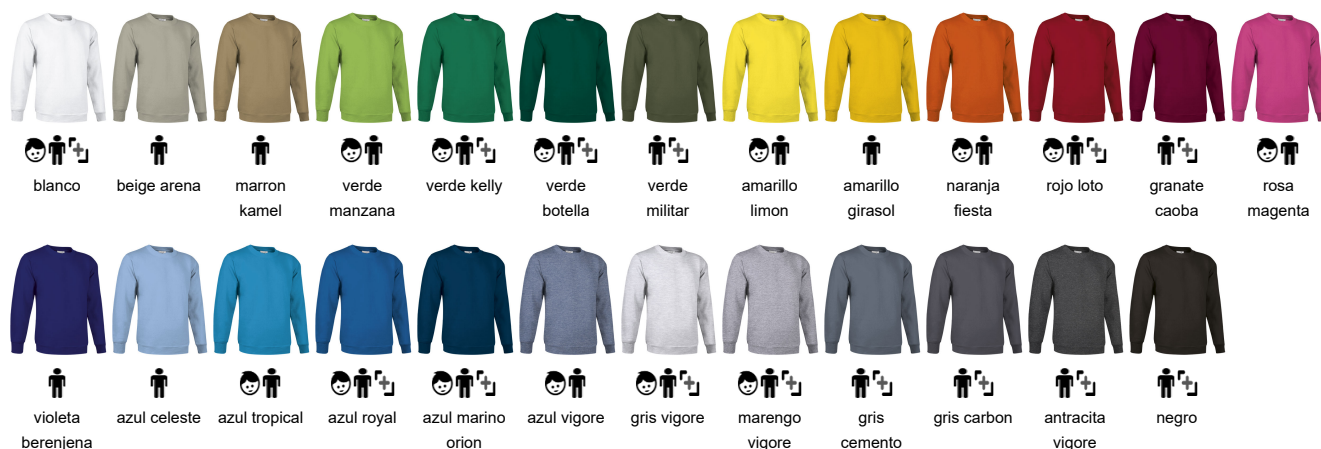 blanco beige arena marron verde verde kelly verde verde amarillo amarillo naranja rojo loto granate rosa
kamel manzana botella militar limon girasol fiesta caoba magenta
violeta azul celeste azul tropical azul royal azul marino azul vigore gris vigore marengo gris gris carbon antracita negro
berenjena orion vigore cemento vigore